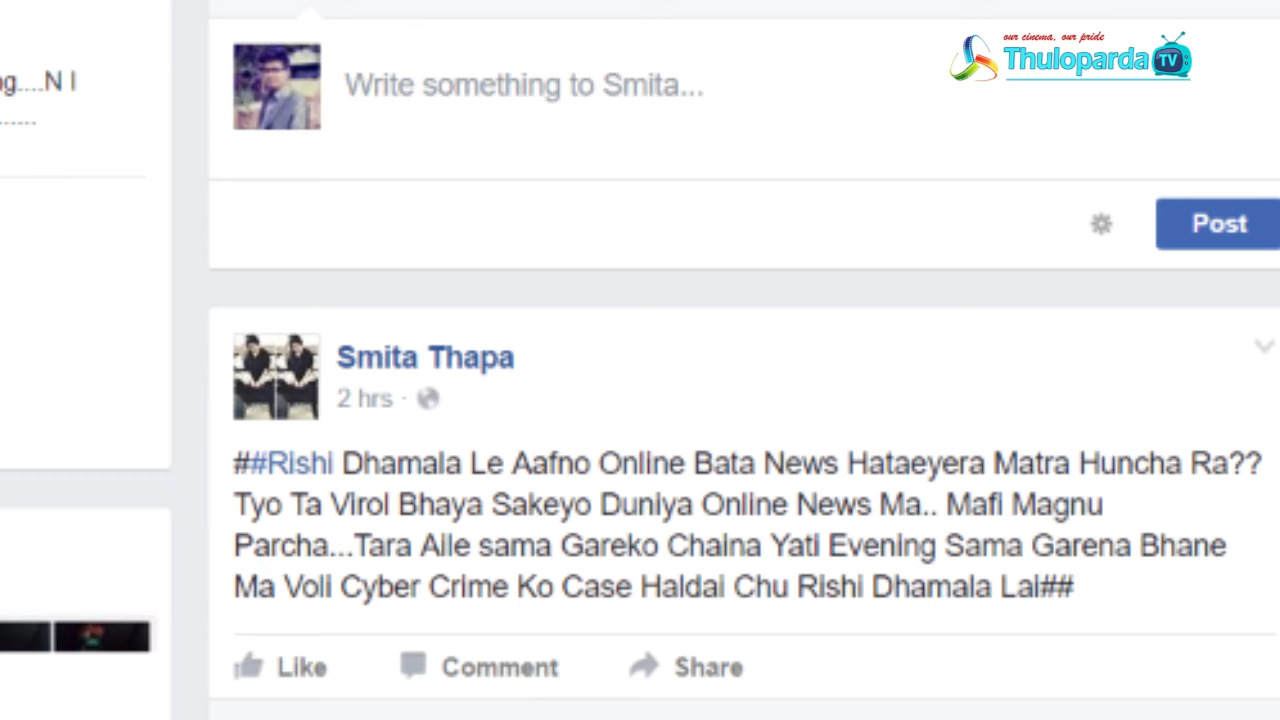 our cinema, our pride
Thuloparda TV
g....N I
Write something to Smita...
Post
Smita Thapa
2 hrs ·
##Rishi Dhamala Le Aafno Online Bata News Hataeyera Matra Huncha Ra??
Tyo Ta Virol Bhaya Sakeyo Duniya Online News Ma.. Mafi Magnu
Parcha...Tara Aile sama Gareko Chaina Yati Evening Sama Garena Bhane
Ma Voli Cyber Crime Ko Case Haldai Chu Rishi Dhamala Lai##
Like Comment Share